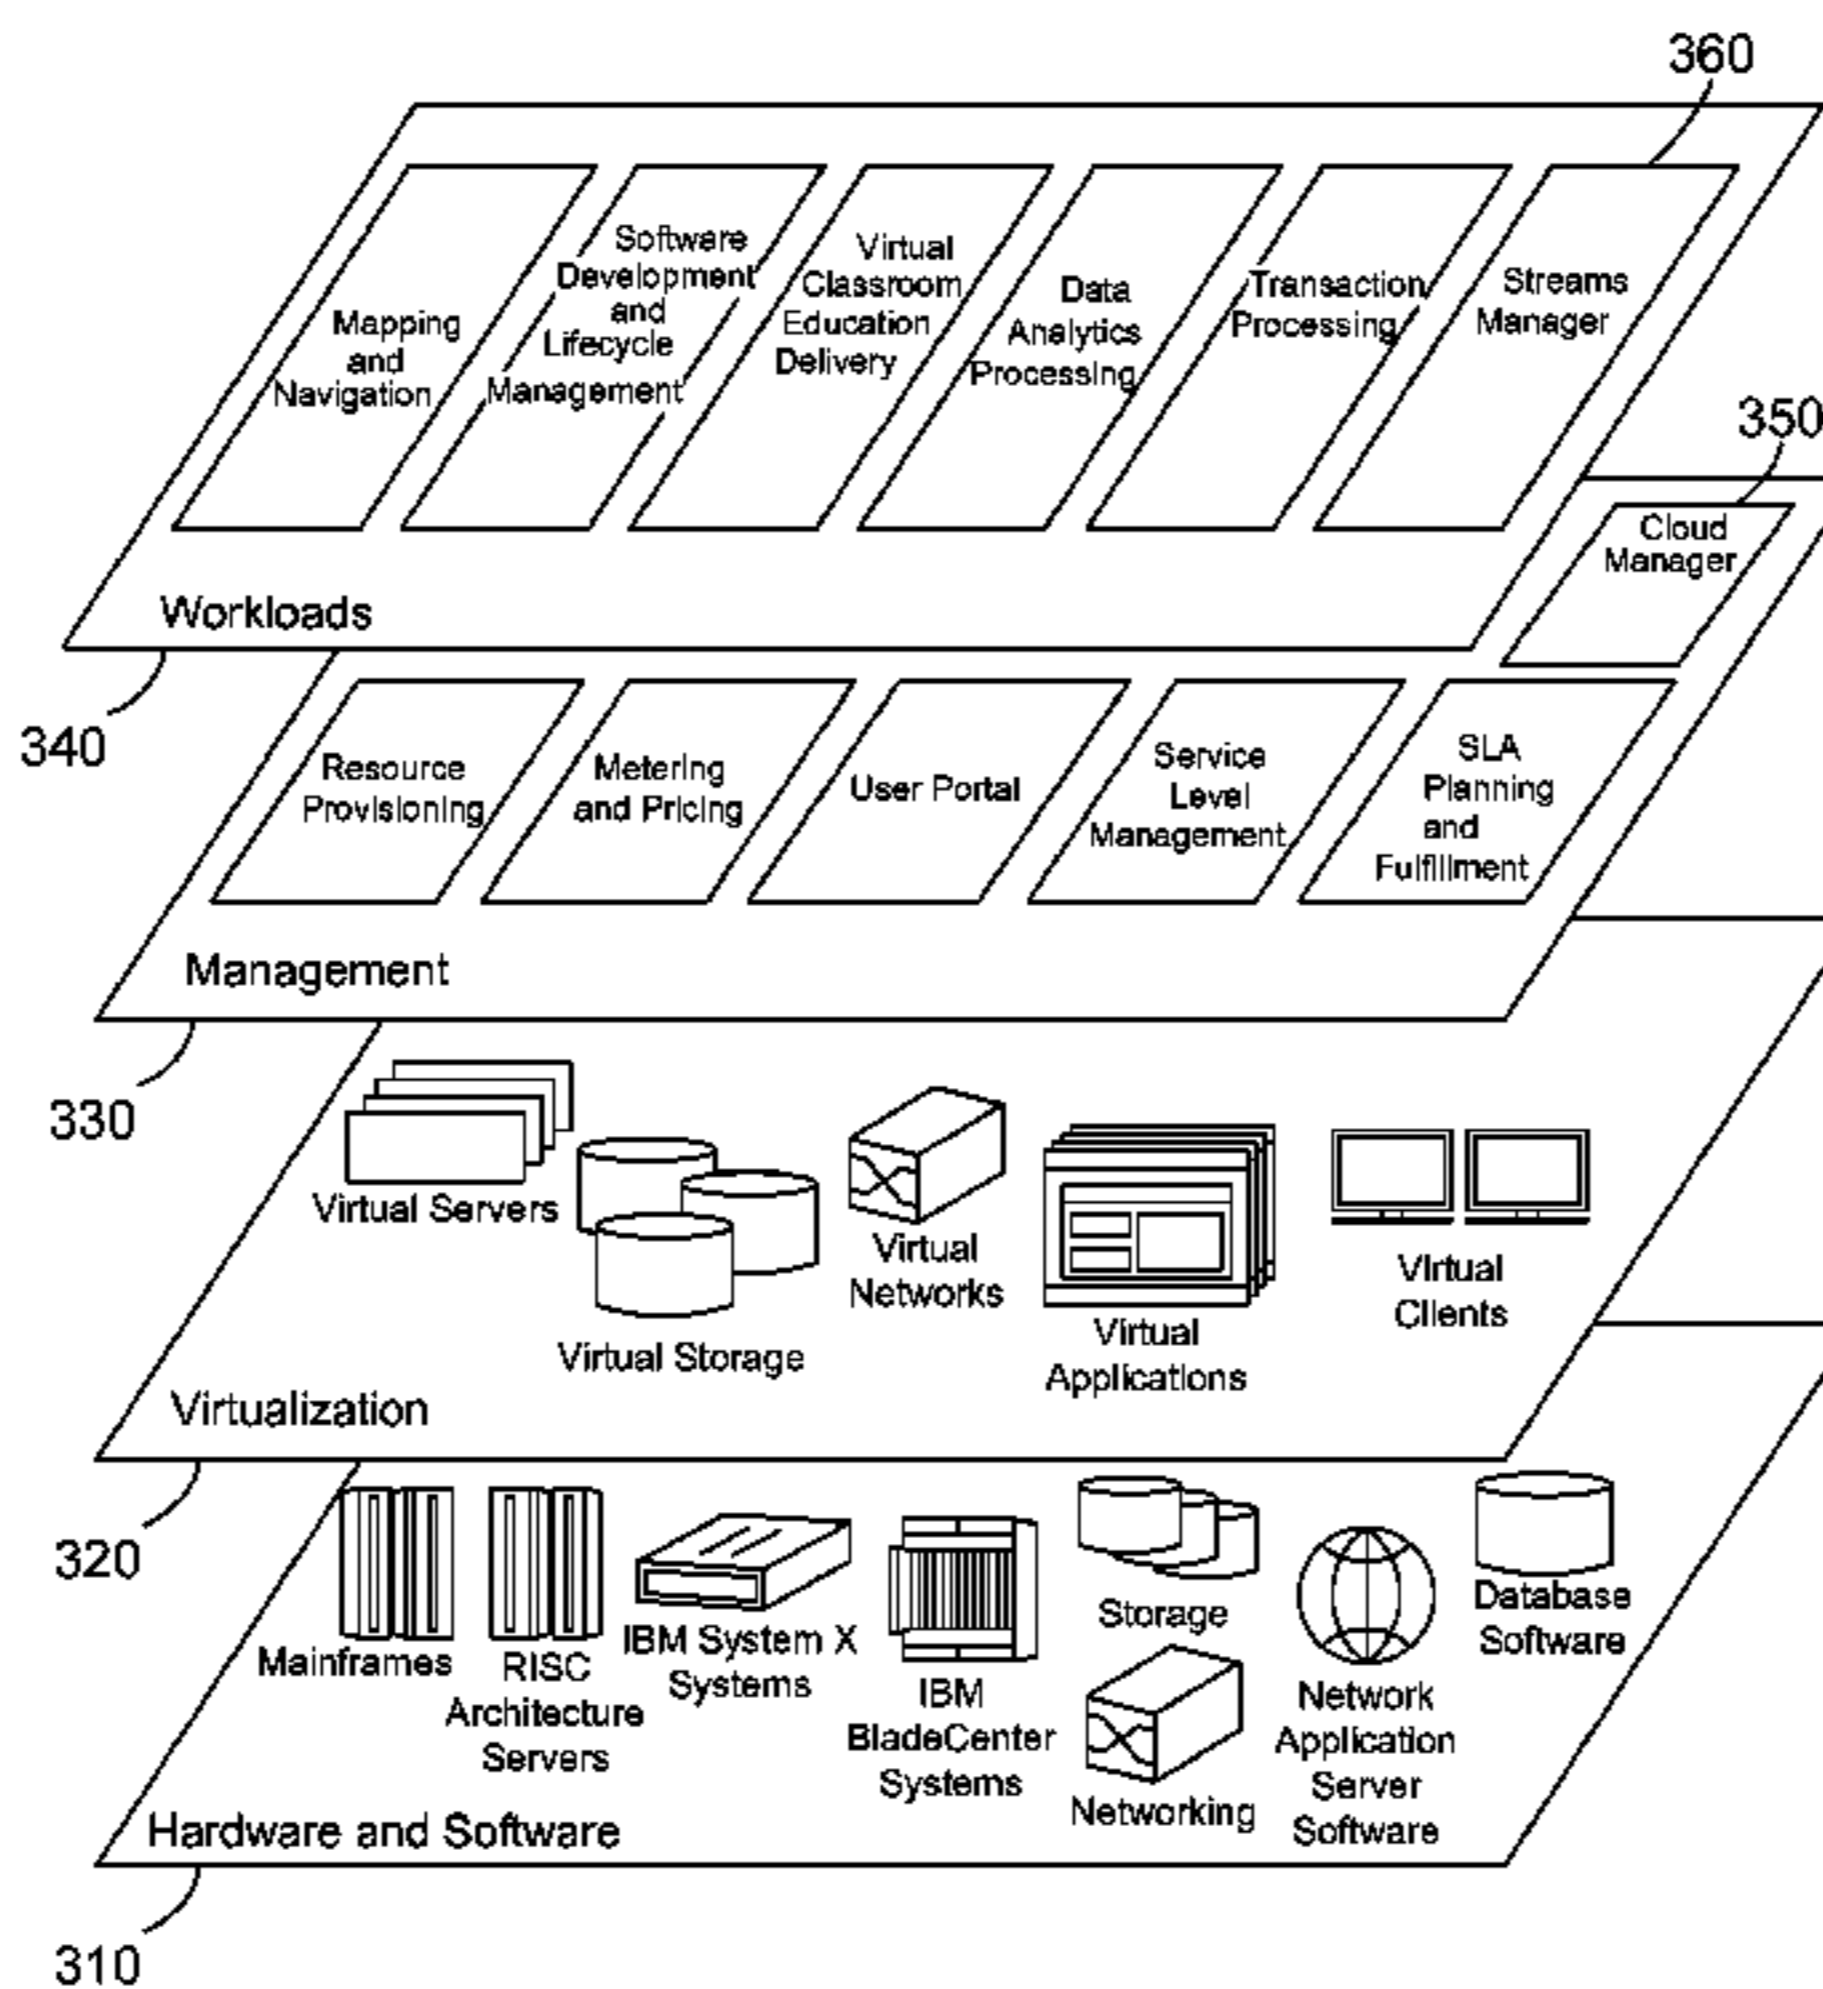 360
Mapping
and
Navigation
Software
Development
and
Lifecycle
Management
Virtual
Classroom
Education
Delivery
Data
Analytics
Processing
Transaction
Processing
Streams
Manager
Workloads
340
350
Cloud
Manager
Resource
Provisioning
Metering
and Pricing
User Portal
Service
Level
Management
SLA
Planning
and
Fulfillment
Management
330
Virtual Servers
Virtual Storage
Virtual
Networks
Virtual
Applications
Virtual
Clients
Virtualization
320
Mainframes
RISC
Architecture
Servers
IBM System X
Systems
IBM
BladeCenter
Systems
Storage
Networking
Network
Application
Server
Software
Database
Software
Hardware and Software
310